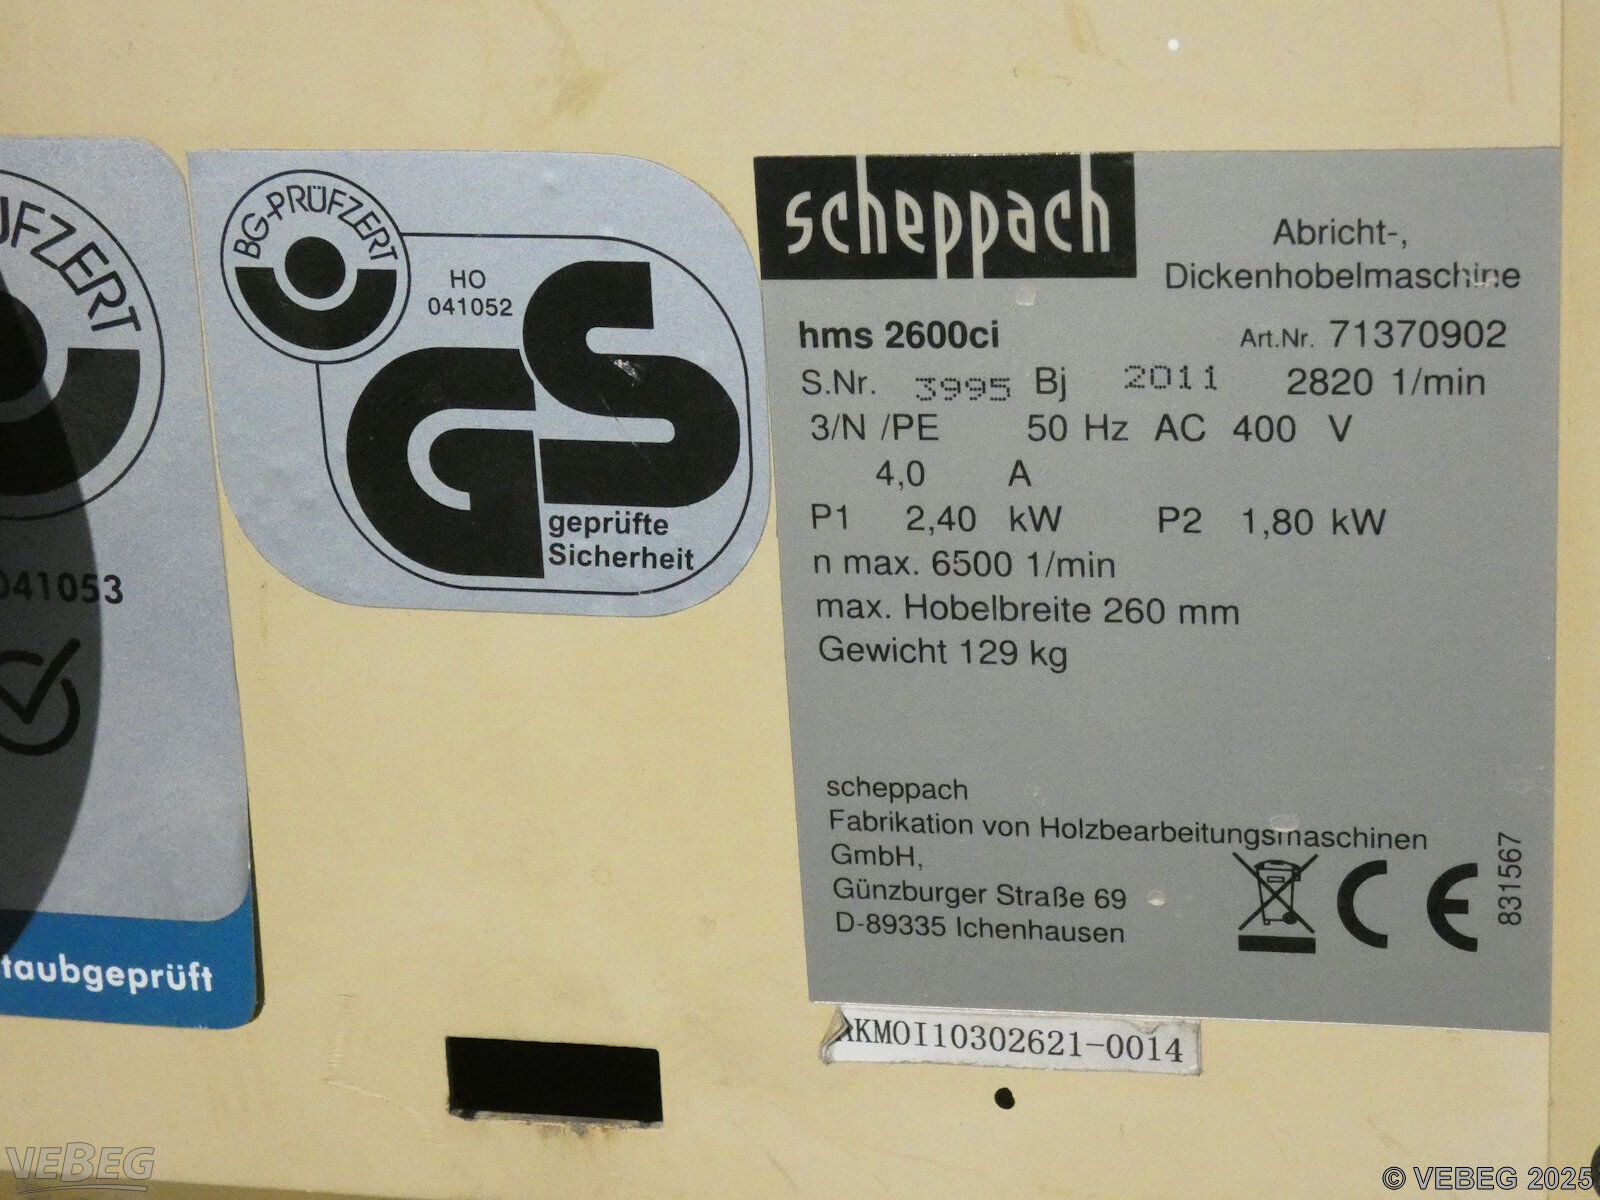 BG-PRÜFZERT
HO
041052
GS
geprüfte
Sicherheit
041053
taubgeprüft
scheppach
Abricht-,
Dickenhobelmaschine
hms 2600ci Art.Nr. 71370902
S.Nr. 3995 Bj 2011 2820 1/min
3/N /PE 50 Hz AC 400 V
4,0 A
P1 2,40 kW P2 1,80 kW
n max. 6500 1/min
max. Hobelbreite 260 mm
Gewicht 129 kg
scheppach
Fabrikation von Holzbearbeitungsmaschinen
GmbH,
Günzburger Straße 69
D-89335 Ichenhausen
CE
831567
KMOI10302621-0014
VEBEG
© VEBEG 2025